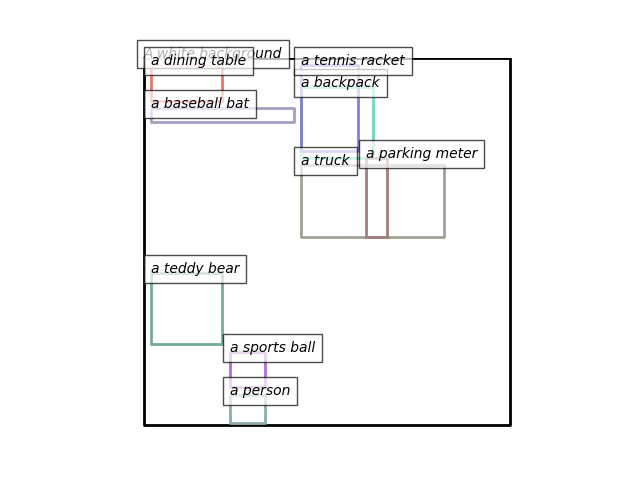 A white background
a dining table
a tennis racket
a backpack
a baseball bat
a truck
a parking meter
a teddy bear
a sports ball
a person